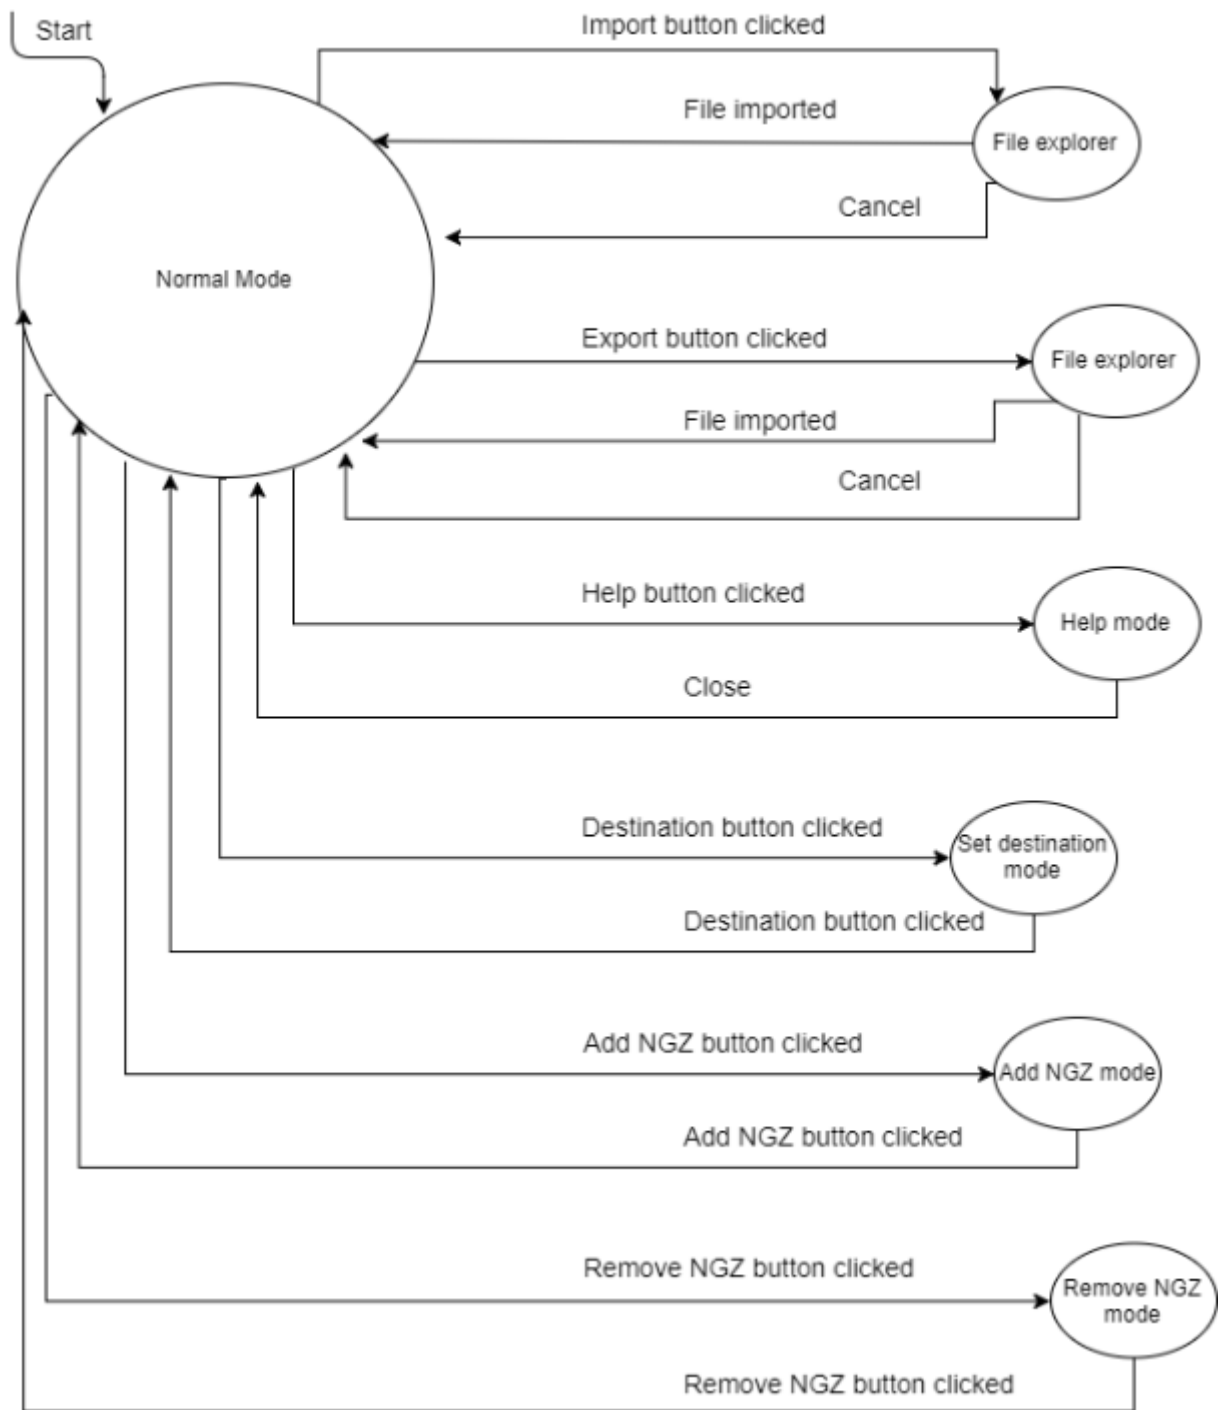 Start
Import button clicked
File imported
File explorer
Cancel
Normal Mode
Export button clicked
File explorer
File imported
Cancel
Help button clicked
Help mode
Close
Destination button clicked
Set destination
mode
Destination button clicked
Add NGZ button clicked
Add NGZ mode
Add NGZ button clicked
Remove NGZ button clicked
Remove NGZ
mode
Remove NGZ button clicked